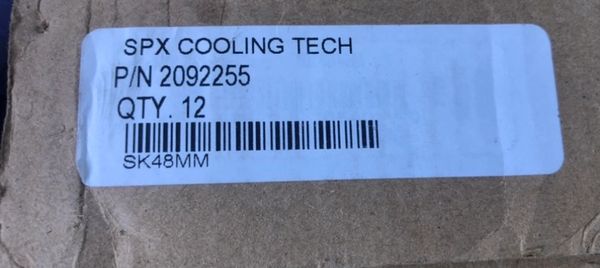 SPX COOLING TECH
P/N 2092255
QTY. 12
SK48MM